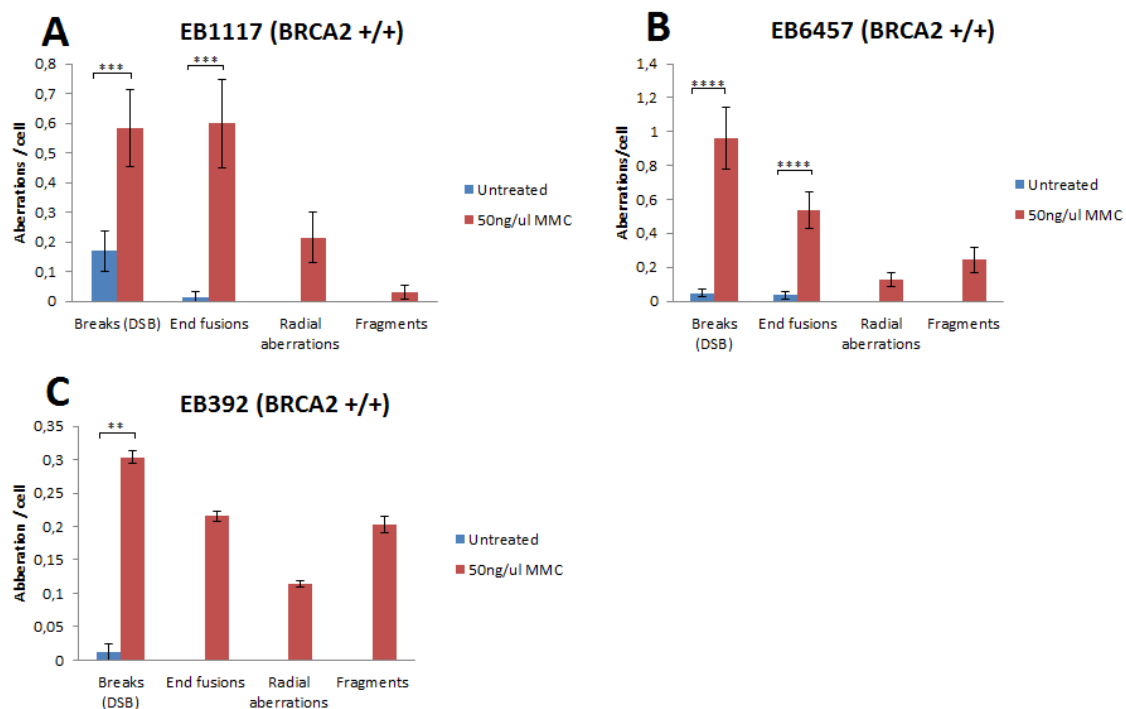 A
EB1117 (BRCA2 +/+)
Aberrations /cell
0,8
0,7
0,6
0,5
0,4
0,3
0,2
0,1
0
***
***
Breaks (DSB)
End fusions
Radial
aberrations
Fragments
Untreated
50ng/ul MMC
B
EB6457 (BRCA2 +/+)
Aberrations/cell
1,4
1,2
1
0,8
0,6
0,4
0,2
0
****
****
Breaks
(DSB)
End fusions
Radial
aberrations
Fragments
Untreated
50ng/ul MMC
C
EB392 (BRCA2 +/+)
Abberation /cell
0,35
0,3
0,25
0,2
0,15
0,1
0,05
0
**
Breaks
(DSB)
End fusions
Radial
aberrations
Fragments
Untreated
50ng/ul MMC